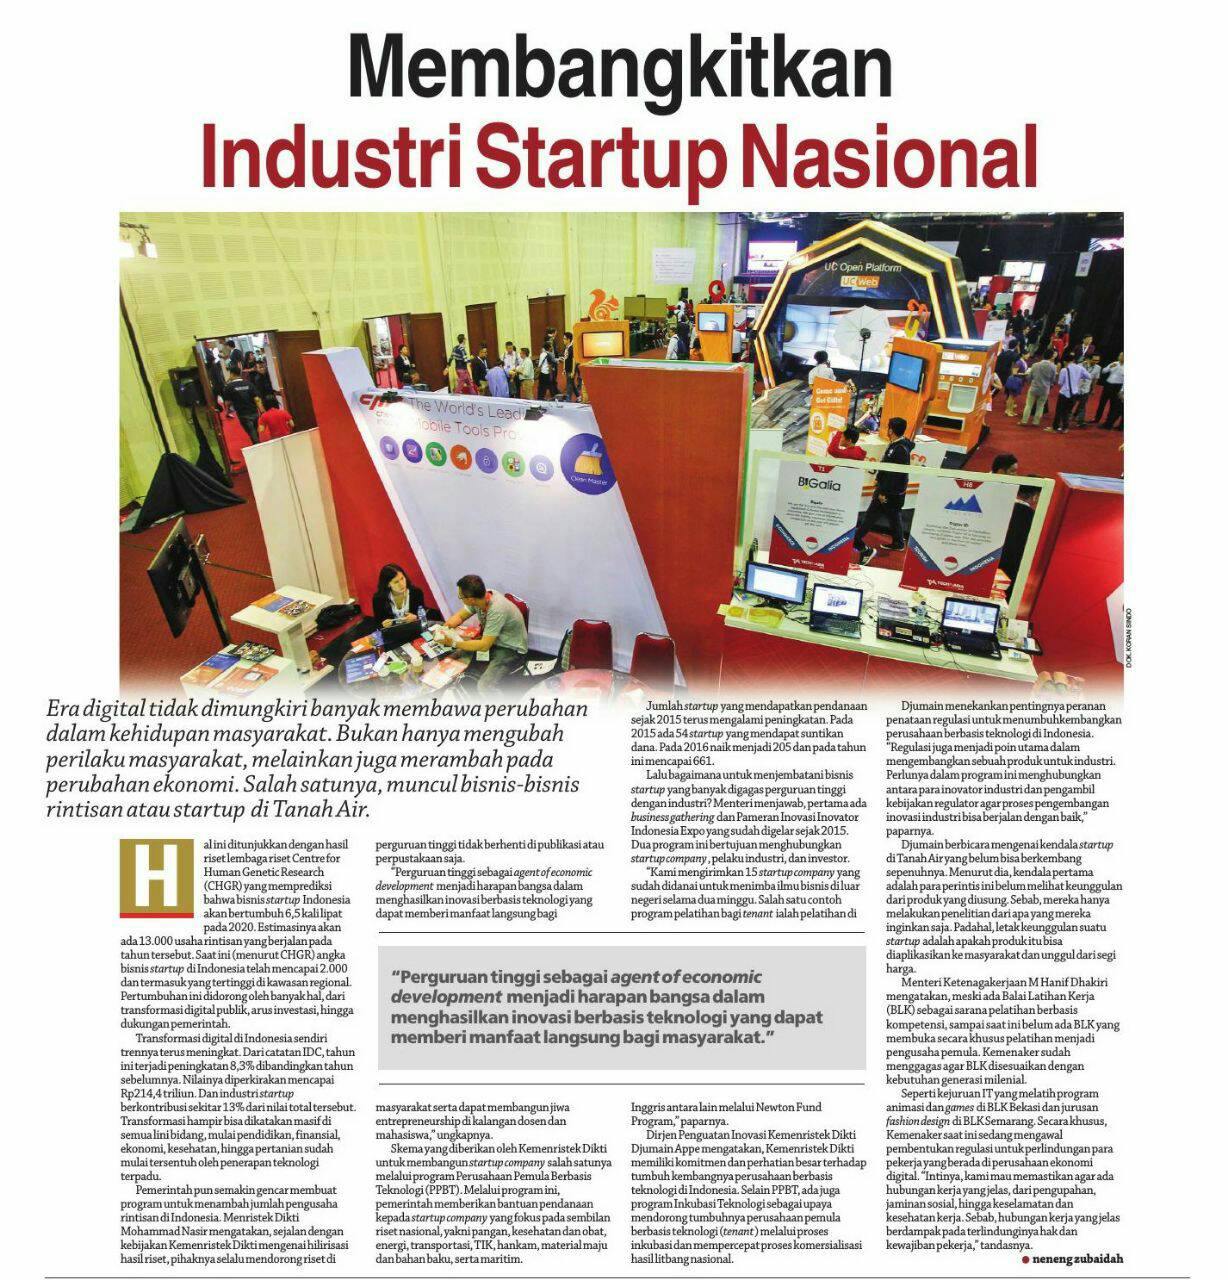 Membangkitkan
Industri Startup Nasional
UC Open Platform
UCWeb
The World's Lead
Mobile Tools Pro
Clean Master
Come and
Get Gifts!
T1
BiGalia
H8
INDONESIA
INDONESIA
TECHINASIA
DOK. KORAN SINDO
Era digital tidak dimungkiri banyak membawa perubahan
dalam kehidupan masyarakat. Bukan hanya mengubah
perilaku masyarakat, melainkan juga merambah pada
perubahan ekonomi. Salah satunya, muncul bisnis-bisnis
rintisan atau startup di Tanah Air.
Hal ini ditunjukkan dengan hasil
riset lembaga riset Centre for
Human Genetic Research
(CHGR) yang memprediksi
bahwa bisnis startup Indonesia
akan bertumbuh 6,5 kali lipat
pada 2020. Estimasinya akan
ada 13.000 usaha rintisan yang berjalan pada
tahun tersebut. Saat ini (menurut CHGR) angka
bisnis startup di Indonesia telah mencapai 2.000
dan termasuk yang tertinggi di kawasan regional.
Pertumbuhan ini didorong oleh banyak hal, dari
transformasi digital publik, arus investasi, hingga
dukungan pemerintah.
Transformasi digital di Indonesia sendiri
trennya terus meningkat. Dari catatan IDC, tahun
ini terjadi peningkatan 8,3% dibandingkan tahun
sebelumnya. Nilainya diperkirakan mencapai
Rp214,4 triliun. Dan industri startup
berkontribusi sekitar 13% dari nilai total tersebut.
Transformasi hampir bisa dikatakan masif di
semua lini bidang, mulai pendidikan, finansial,
ekonomi, kesehatan, hingga pertanian sudah
mulai tersentuh oleh penerapan teknologi
terpadu.
Pemerintah pun semakin gencar membuat
program untuk menambah jumlah pengusaha
rintisan di Indonesia. Menristek Dikti
Mohammad Nasir mengatakan, sejalan dengan
kebijakan Kemenristek Dikti mengenai hilirisasi
hasil riset, pihaknya selalu mendorong riset di
perguruan tinggi tidak berhenti di publikasi atau
perpustakaan saja.
"Perguruan tinggi sebagai agent of economic
development menjadi harapan bangsa dalam
menghasilkan inovasi berbasis teknologi yang
dapat memberi manfaat langsung bagi
"Perguruan tinggi sebagai agent of economic
development menjadi harapan bangsa dalam
menghasilkan inovasi berbasis teknologi yang dapat
memberi manfaat langsung bagi masyarakat."
masyarakat serta dapat membangun jiwa
entrepreneurship di kalangan dosen dan
mahasiswa," ungkapnya.
Skema yang diberikan oleh Kemenristek Dikti
untuk membangun startup company salah satunya
melalui program Perusahaan Pemula Berbasis
Teknologi (PPBT). Melalui program ini,
pemerintah memberikan bantuan pendanaan
kepada startup company yang fokus pada sembilan
riset nasional, yakni pangan, kesehatan dan obat,
energi, transportasi, TIK, hankam, material maju
dan bahan baku, serta maritim.
Jumlah startup yang mendapatkan pendanaan
sejak 2015 terus mengalami peningkatan. Pada
2015 ada 54 startup yang mendapat suntikan
dana. Pada 2016 naik menjadi 205 dan pada tahun
ini mencapai 661.
Lalu bagaimana untuk menjembatani bisnis
startup yang banyak digagas perguruan tinggi
dengan industri? Menteri menjawab, pertama ada
business gathering dan Pameran Inovasi Inovator
Indonesia Expo yang sudah digelar sejak 2015.
Dua program ini bertujuan menghubungkan
startup company, pelaku industri, dan investor.
"Kami mengirimkan 15 startup company yang
sudah didanai untuk menimba ilmu bisnis di luar
negeri selama dua minggu. Salah satu contoh
program pelatihan bagi tenant ialah pelatihan di
Inggris antara lain melalui Newton Fund
Program," paparnya.
Dirjen Penguatan Inovasi Kemenristek Dikti
Djumain Appe mengatakan, Kemenristek Dikti
memiliki komitmen dan perhatian besar terhadap
tumbuh kembangnya perusahaan berbasis
teknologi di Indonesia. Selain PPBT, ada juga
program Inkubasi Teknologi sebagai upaya
mendorong tumbuhnya perusahaan pemula
berbasis teknologi (tenant) melalui proses
inkubasi dan mempercepat proses komersialisasi
hasil litbang nasional.
Djumain menekankan pentingnya peranan
penataan regulasi untuk menumbuhkembangkan
perusahaan berbasis teknologi di Indonesia.
"Regulasi juga menjadi poin utama dalam
mengembangkan sebuah produk untuk industri.
Perlunya dalam program ini menghubungkan
antara para inovator industri dan pengambil
kebijakan regulator agar proses pengembangan
inovasi industri bisa berjalan dengan baik,"
paparnya.
Djumain berbicara mengenai kendala startup
di Tanah Air yang belum bisa berkembang
sepenuhnya. Menurut dia, kendala pertama
adalah para perintis ini belum melihat keunggulan
dari produk yang diusung. Sebab, mereka hanya
melakukan penelitian dari apa yang mereka
inginkan saja. Padahal, letak keunggulan suatu
startup adalah apakah produk itu bisa
diaplikasikan ke masyarakat dan unggul dari segi
harga.
Menteri Ketenagakerjaan M Hanif Dhakiri
mengatakan, meski ada Balai Latihan Kerja
(BLK) sebagai sarana pelatihan berbasis
kompetensi, sampai saat ini belum ada BLK yang
membuka secara khusus pelatihan menjadi
pengusaha pemula. Kemenaker sudah
menggagas agar BLK disesuaikan dengan
kebutuhan generasi milenial.
Seperti kejuruan IT yang melatih program
animasi dan games di BLK Bekasi dan jurusan
fashion design di BLK Semarang. Secara khusus,
Kemenaker saat ini sedang mengawal
pembentukan regulasi untuk perlindungan para
pekerja yang berada di perusahaan ekonomi
digital. "Intinya, kami mau memastikan agar ada
hubungan kerja yang jelas, dari pengupahan,
jaminan sosial, hingga keselamatan dan
kesehatan kerja. Sebab, hubungan kerja yang jelas
berdampak pada terlindunginya hak dan
kewajiban pekerja," tandasnya.
neneng zubaidah